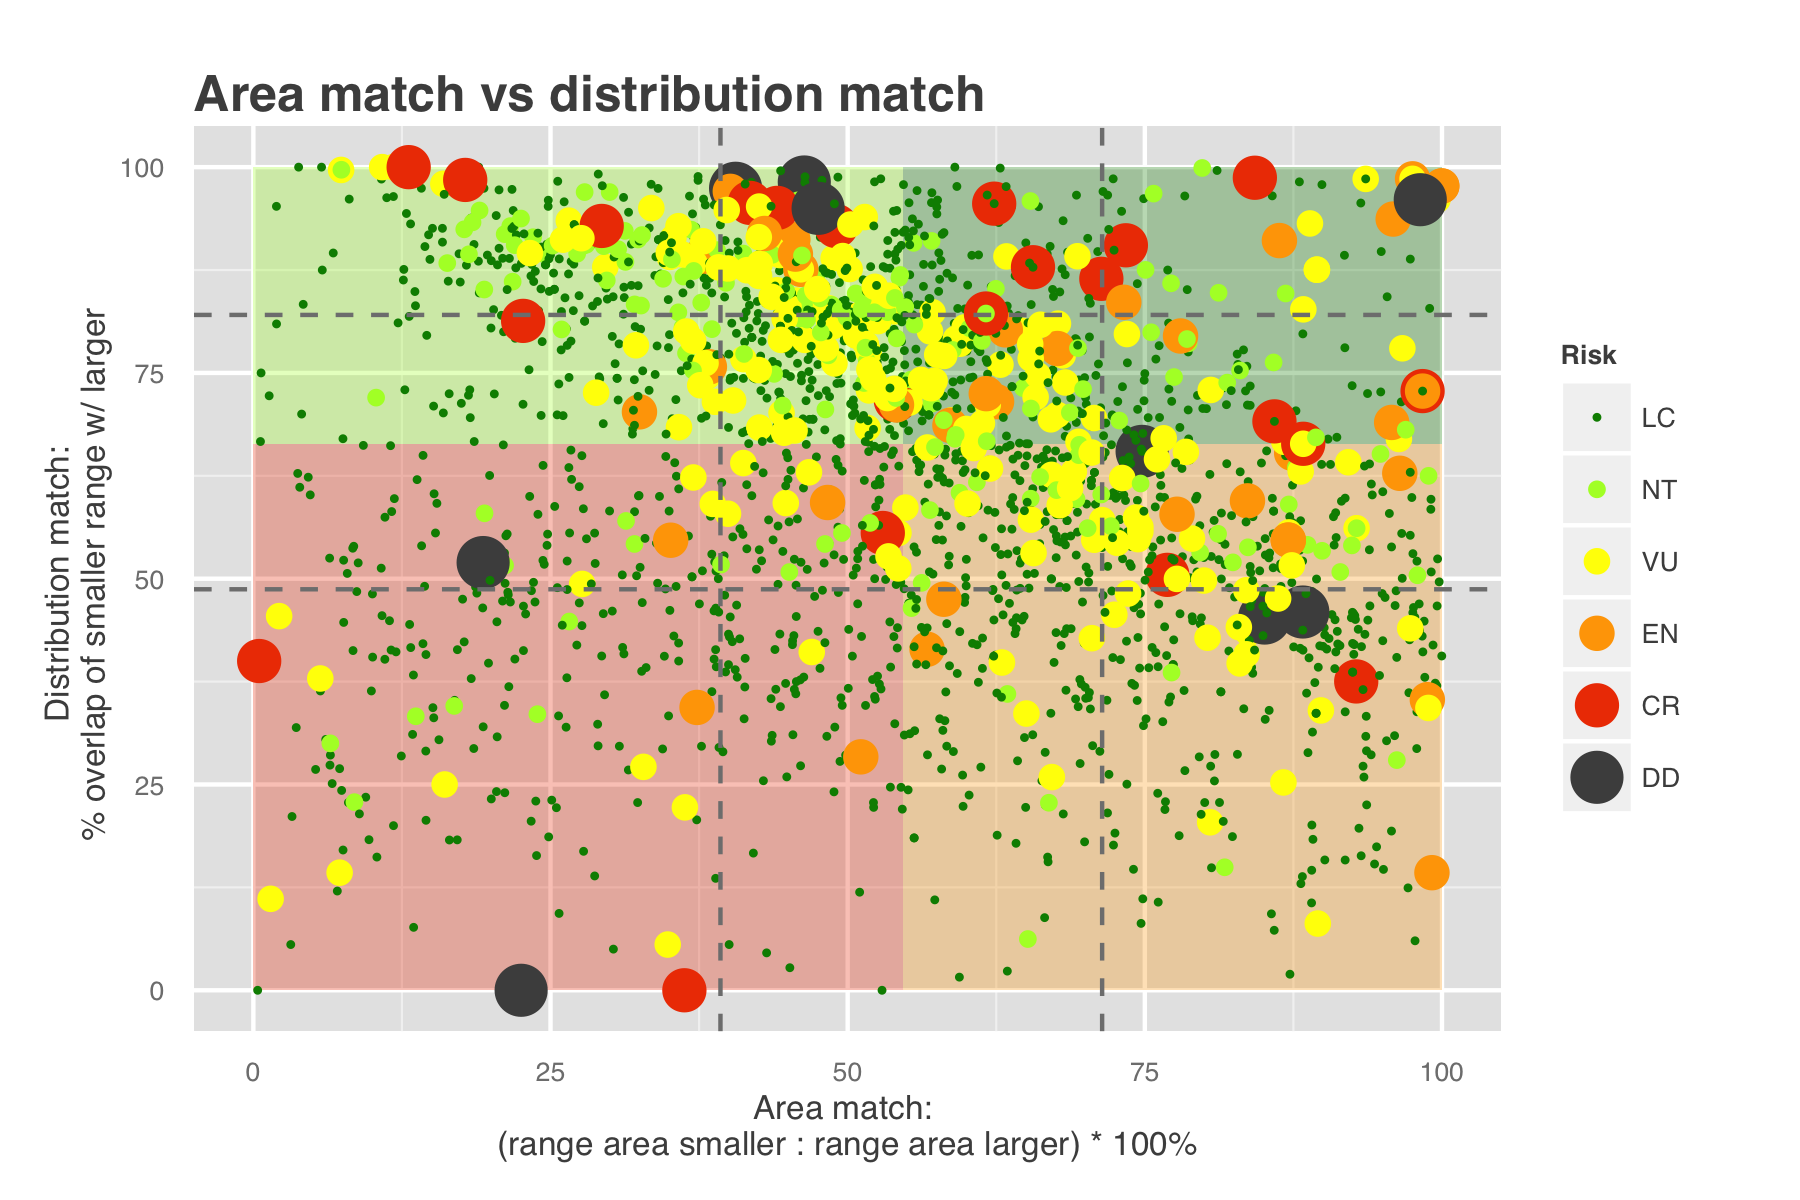 Area match vs distribution match
Distribution match:
% overlap of smaller range w/ larger
100
75
50
25
0
0 25 50 75 100
Area match:
(range area smaller : range area larger) * 100%
Risk
LC
NT
VU
EN
CR
DD